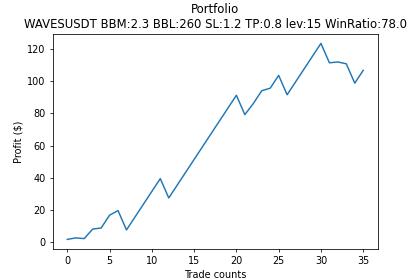 Portfolio
WAVESUSDT BBM:2.3 BBL:260 SL:1.2 TP:0.8 lev:15 WinRatio:78.0
120
100
80
60
40
20
0
Profit ($)
0 5 10 15 20 25 30 35
Trade counts